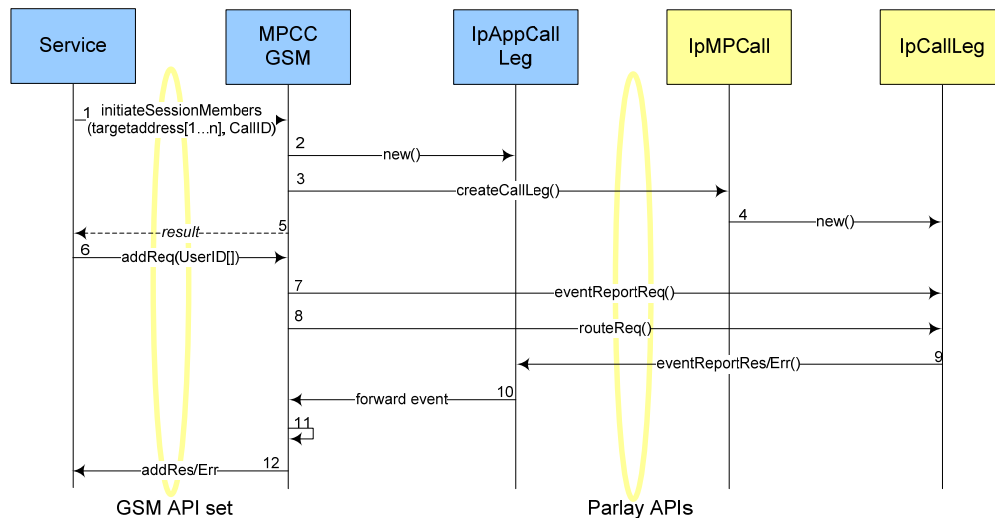 Service
MPCC
GSM
IpAppCall
Leg
IpMPCall
IpCallLeg
1 initiateSessionMembers
(targetaddress[1...n], CallID)
2 new()
3 createCallLeg()
4 new()
result 5
6 addReq(UserID[])
7 eventReportReq()
8 routeReq()
eventReportRes/Err() 9
forward event 10
11
addRes/Err 12
GSM API set
Parlay APIs